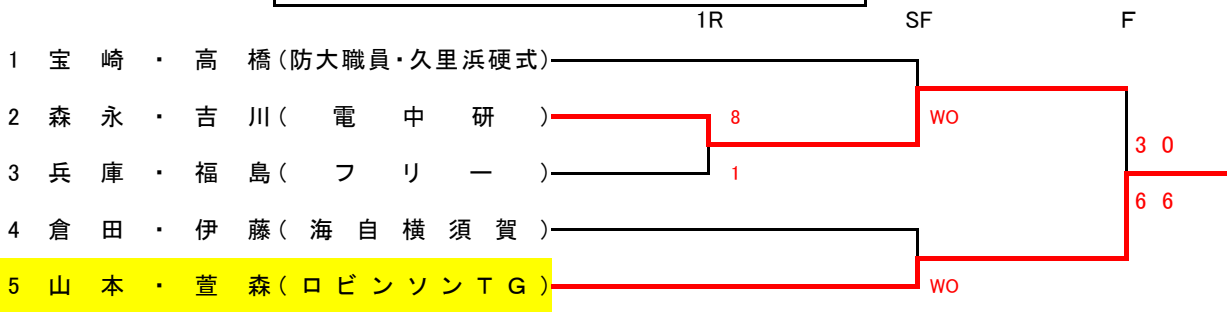 1R SF F
1 宝崎・高橋(防大職員・久里浜硬式)
2 森永・吉川(電中研) 8 WO
3 0
3 兵庫・福島(フリー) 1
6 6
4 倉田・伊藤(海自横須賀)
5 山本・萱森(ロビンソンTG) WO